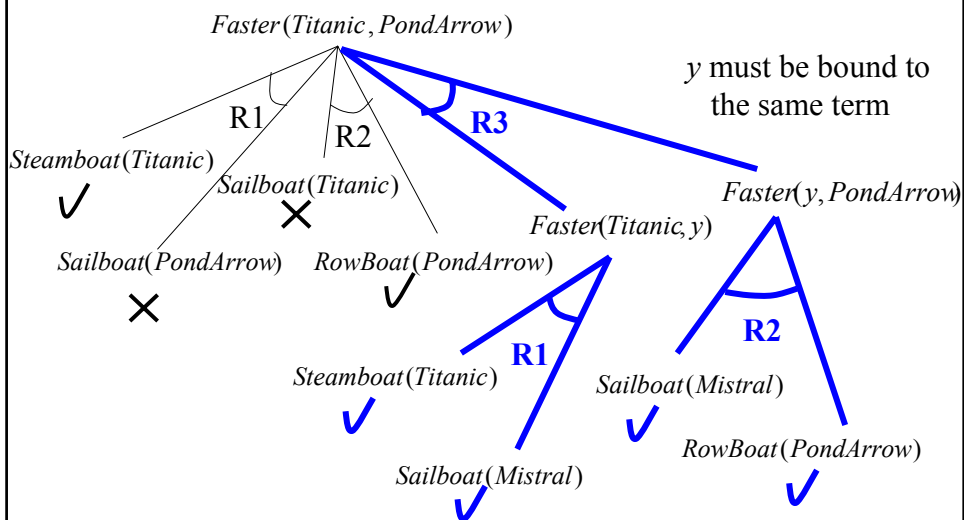 Faster(Titanic, PondArrow)
y must be bound to
the same term
R1
R2
R3
Steamboat(Titanic)
Sailboat(Titanic)
Faster(y, PondArrow)
Faster(Titanic, y)
Sailboat(PondArrow)
RowBoat(PondArrow)
R1
R2
Steamboat(Titanic)
Sailboat(Mistral)
RowBoat(PondArrow)
Sailboat(Mistral)